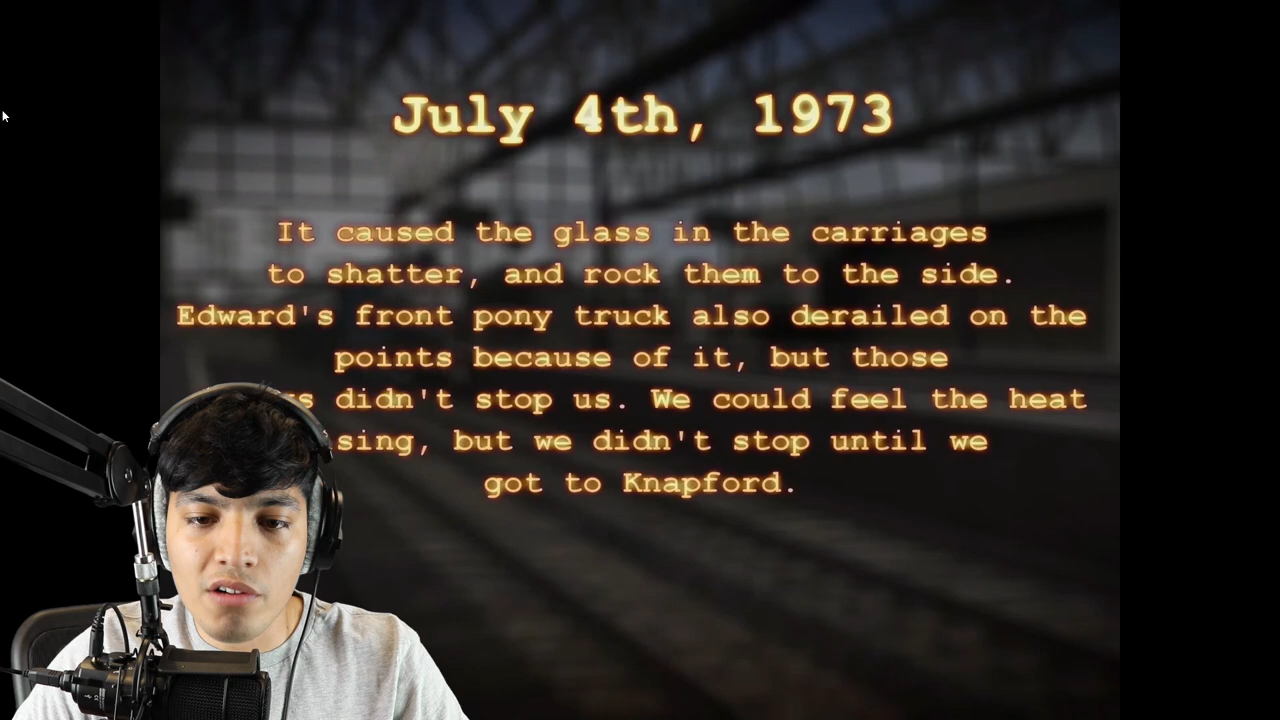 July 4th, 1973
It caused the glass in the carriages
to shatter, and rock them to the side.
Edward's front pony truck also derailed on the
points because of it, but those
didn't stop us. We could feel the heat
but we didn't stop until we
got to Knapford.